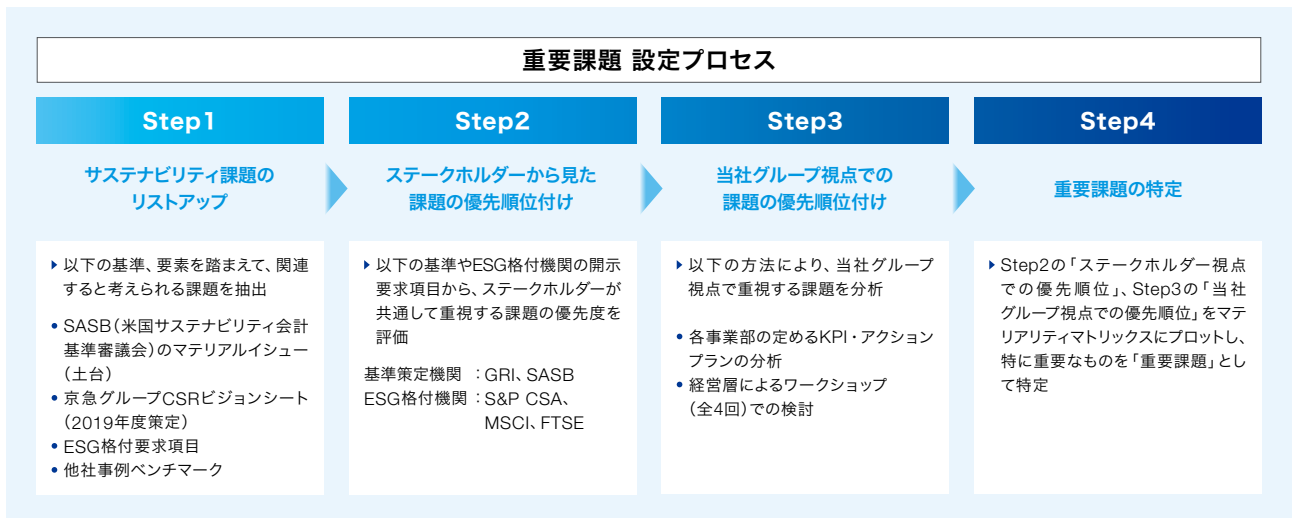 重要課題 設定プロセス
Step1
サステナビリティ課題の
リストアップ
▶ 以下の基準、要素を踏まえて、関連
すると考えられる課題を抽出
• SASB(米国サステナビリティ会計
基準審議会)のマテリアルイシュー
(土台)
• 京急グループCSRビジョンシート
(2019年度策定)
• ESG格付要求項目
• 他社事例ベンチマーク
Step2
ステークホルダーから見た
課題の優先順位付け
▶ 以下の基準やESG格付機関の開示
要求項目から、ステークホルダーが
共通して重視する課題の優先度を
評価
基準策定機関 :GRI、SASB
ESG格付機関:S&P CSA、
MSCI、FTSE
Step3
当社グループ視点での
課題の優先順位付け
▶ 以下の方法により、当社グループ
視点で重視する課題を分析
• 各事業部の定めるKPI・アクション
プランの分析
• 経営層によるワークショップ
(全4回)での検討
Step4
重要課題の特定
▶ Step2の「ステークホルダー視点
での優先順位」、Step3の「当社
グループ視点での優先順位」をマテ
リアリティマトリックスにプロットし、
特に重要なものを「重要課題」とし
て特定